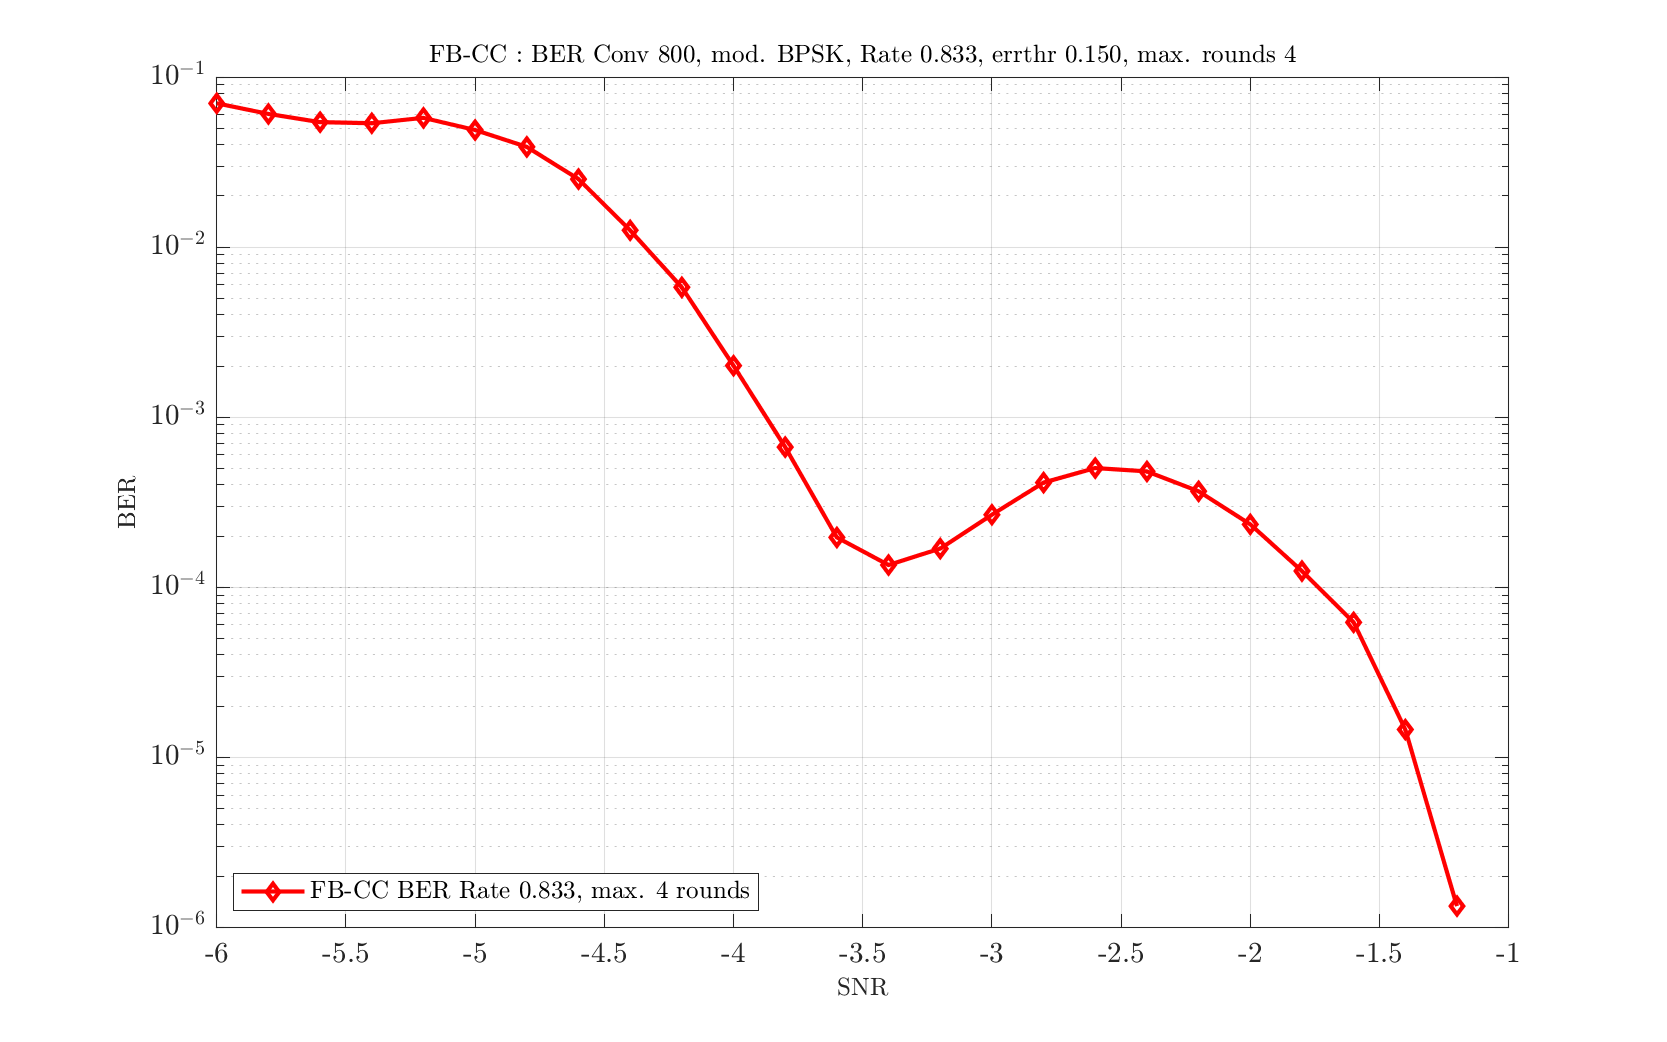 FB-CC : BER Conv 800, mod. BPSK, Rate 0.833, errthr 0.150, max. rounds 4
10^{-1}
10^{-2}
10^{-3}
10^{-4}
10^{-5}
10^{-6}
BER
FB-CC BER Rate 0.833, max. 4 rounds
-6 -5.5 -5 -4.5 -4 -3.5 -3 -2.5 -2 -1.5 -1
SNR